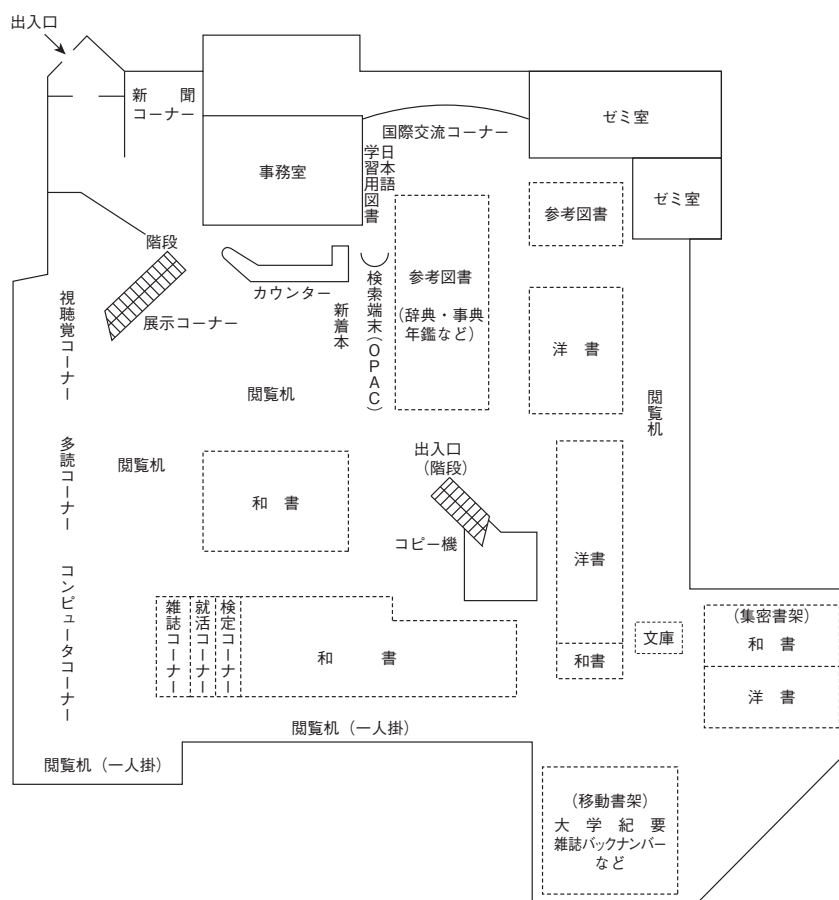 出入口
新　聞
コーナー
国際交流コーナー
日本語
学習用図書
事務室
ゼミ室
ゼミ室
参考図書
階段
カウンター
展示コーナー
新着本
検索端末(OPAC)
参考図書
(辞典・事典
年鑑など)
洋　書
視聴覚コーナー
閲覧机
閲覧机
多読コーナー
閲覧机
和　書
出入口
(階段)
コピー機
洋書
和書
文庫
(集密書架)
和　書
洋　書
コンピュータコーナー
雑誌コーナー
就活コーナー
検定コーナー
和　　書
閲覧机（一人掛）
閲覧机（一人掛）
(移動書架)
大　学　紀　要
雑誌バックナンバー
など